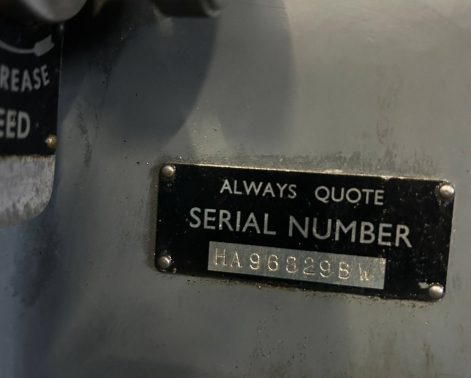 REASE
EED
ALWAYS QUOTE
SERIAL NUMBER
HA96829BW